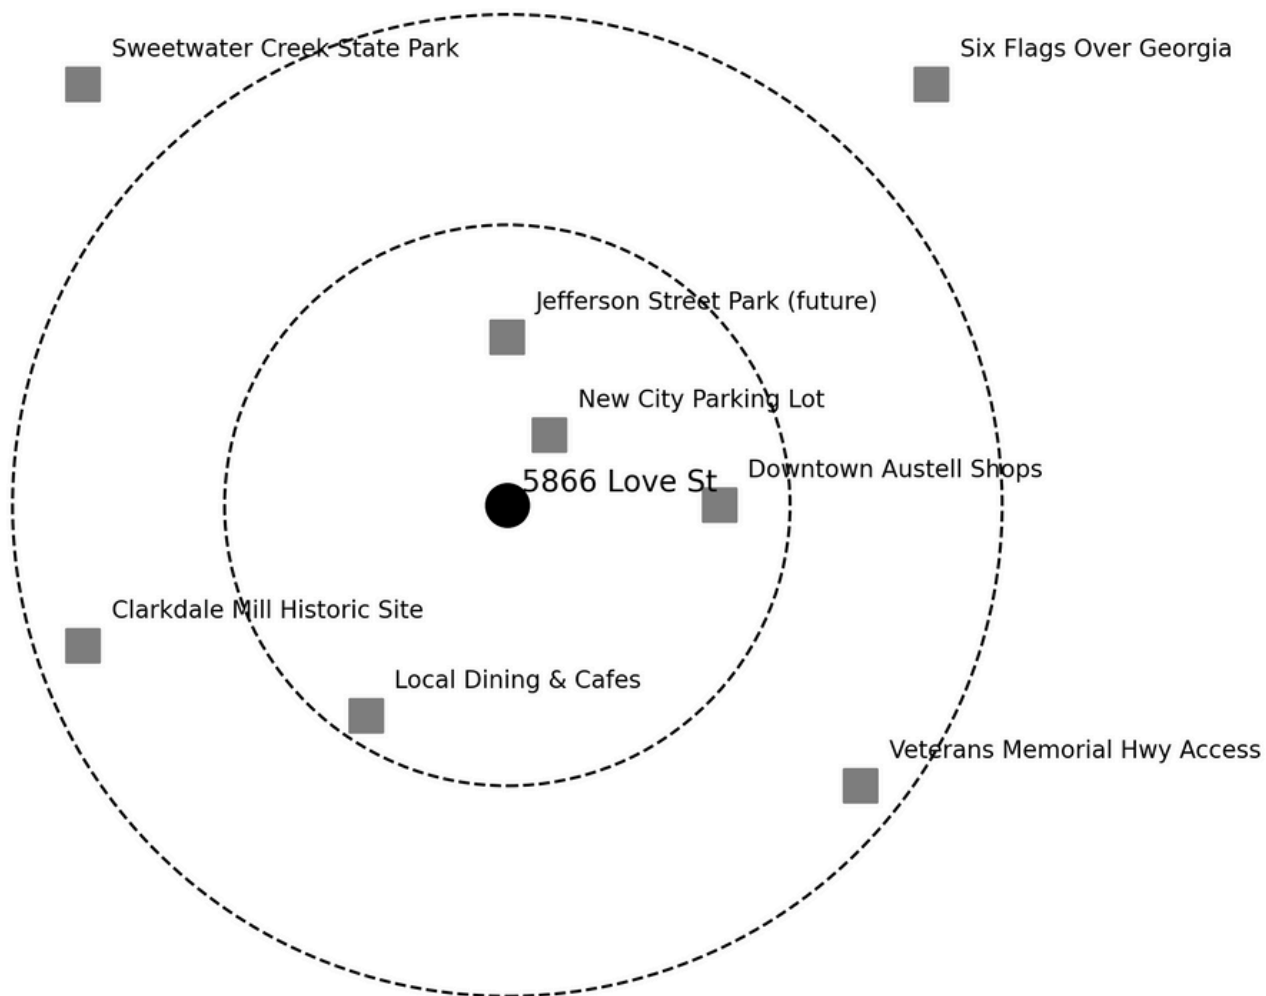 Sweetwater Creek State Park
Six Flags Over Georgia
Jefferson Street Park (future)
New City Parking Lot
Downtown Austell Shops
5866 Love St
Clarkdale Mill Historic Site
Local Dining & Cafes
Veterans Memorial Hwy Access